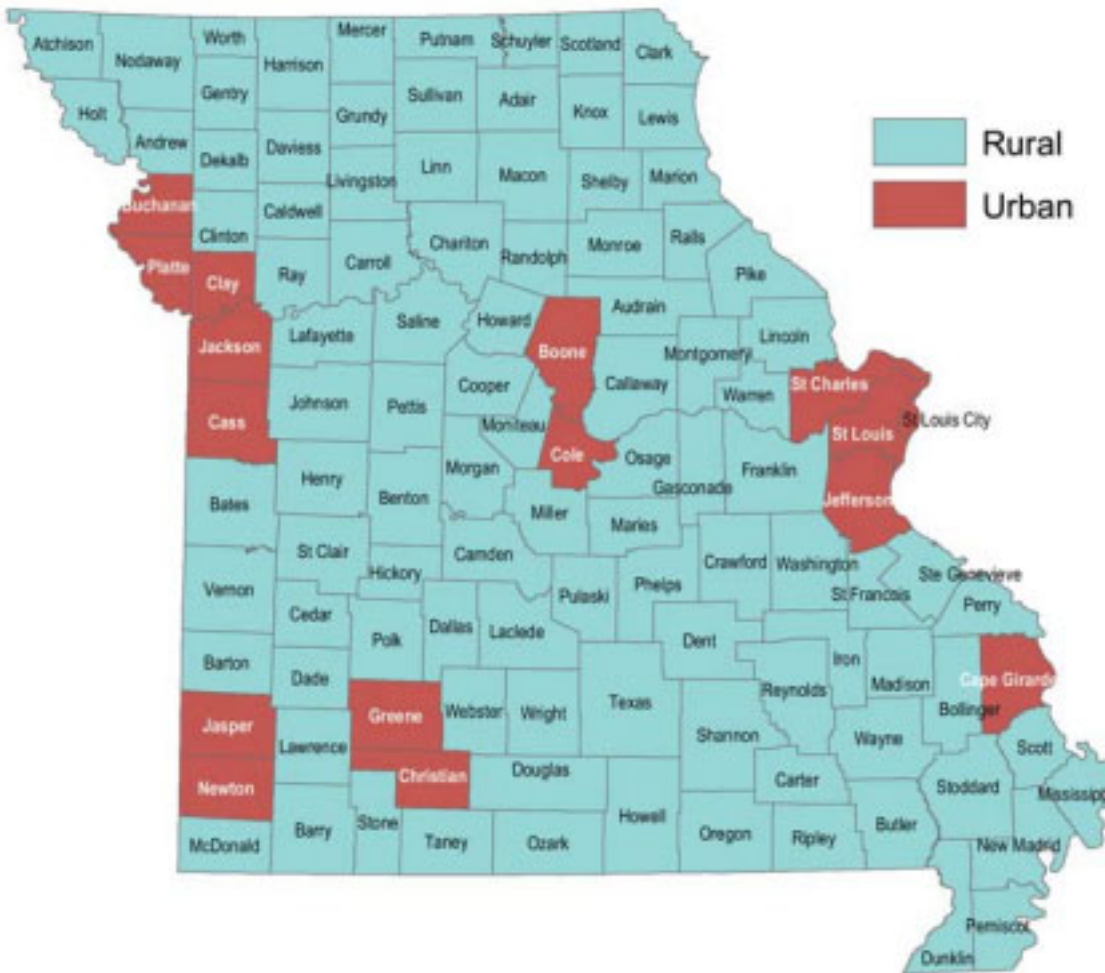 Atchison
Nodaway
Worth
Harrison
Mercer
Putnam
Schuyler
Scotland
Clark
Gentry
Sullivan
Adair
Knox
Lewis
Holt
Andrew
Dekalb
Daviess
Grundy
Rural
Livingston
Linn
Macon
Shelby
Marion
Buchanan
Caldwell
Urban
Clinton
Chariton
Randolph
Monroe
Ralls
Platte
Clay
Ray
Carroll
Pike
Audrain
Lafayette
Saline
Howard
Lincoln
Jackson
Boone
Montgomery
Cooper
Callaway
Warren
St Charles
Johnson
Pettis
Cass
Moniteau
St Louis City
St Louis
Cole
Osage
Franklin
Henry
Morgan
Gasconade
Jefferson
Bates
Benton
Miller
Maries
St Clair
Camden
Crawford
Washington
Hickory
Vernon
Pulaski
Phelps
Ste Genevieve
St Francois
Perry
Cedar
Polk
Dallas
Laclede
Dent
Barton
Dade
Iron
Madison
Cape Girarde
Reynolds
Texas
Bollinger
Jasper
Greene
Webster
Wright
Shannon
Wayne
Lawrence
Scott
Christian
Douglas
Carter
Stoddard
Newton
Mississipp
Howell
Stone
Butler
McDonald
Barry
Taney
Ozark
Oregon
Ripley
New Madrid
Pemiscot
Dunklin